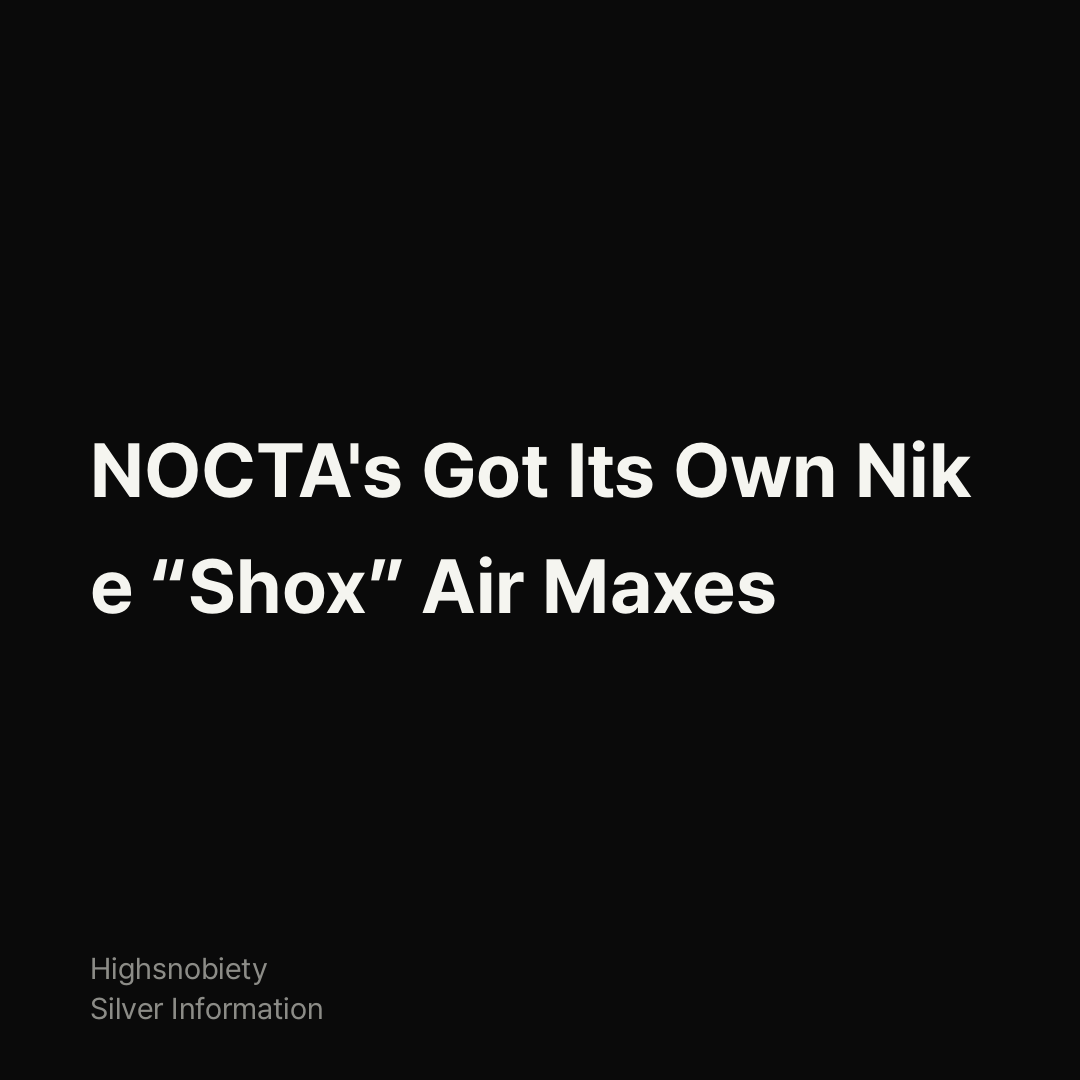 NOCTA's Got Its Own Nik
e “Shox” Air Maxes
Highsnobiety
Silver Information